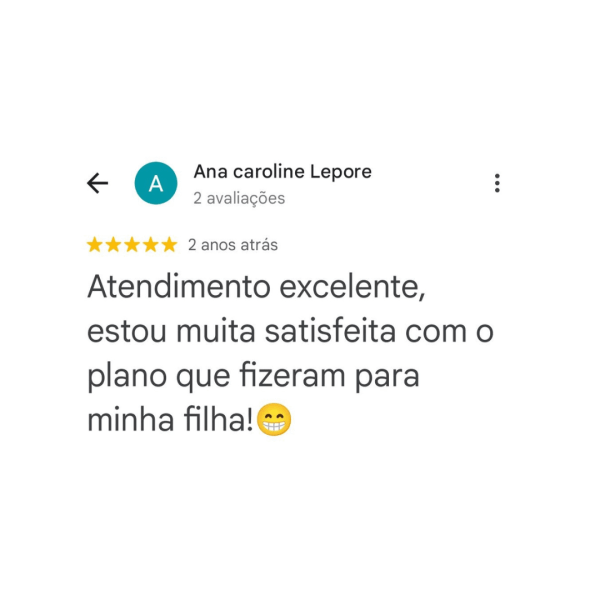 A
Ana caroline Lepore
2 avaliações
2 anos atrás
Atendimento excelente,
estou muita satisfeita com o
plano que fizeram para
minha filha!😁